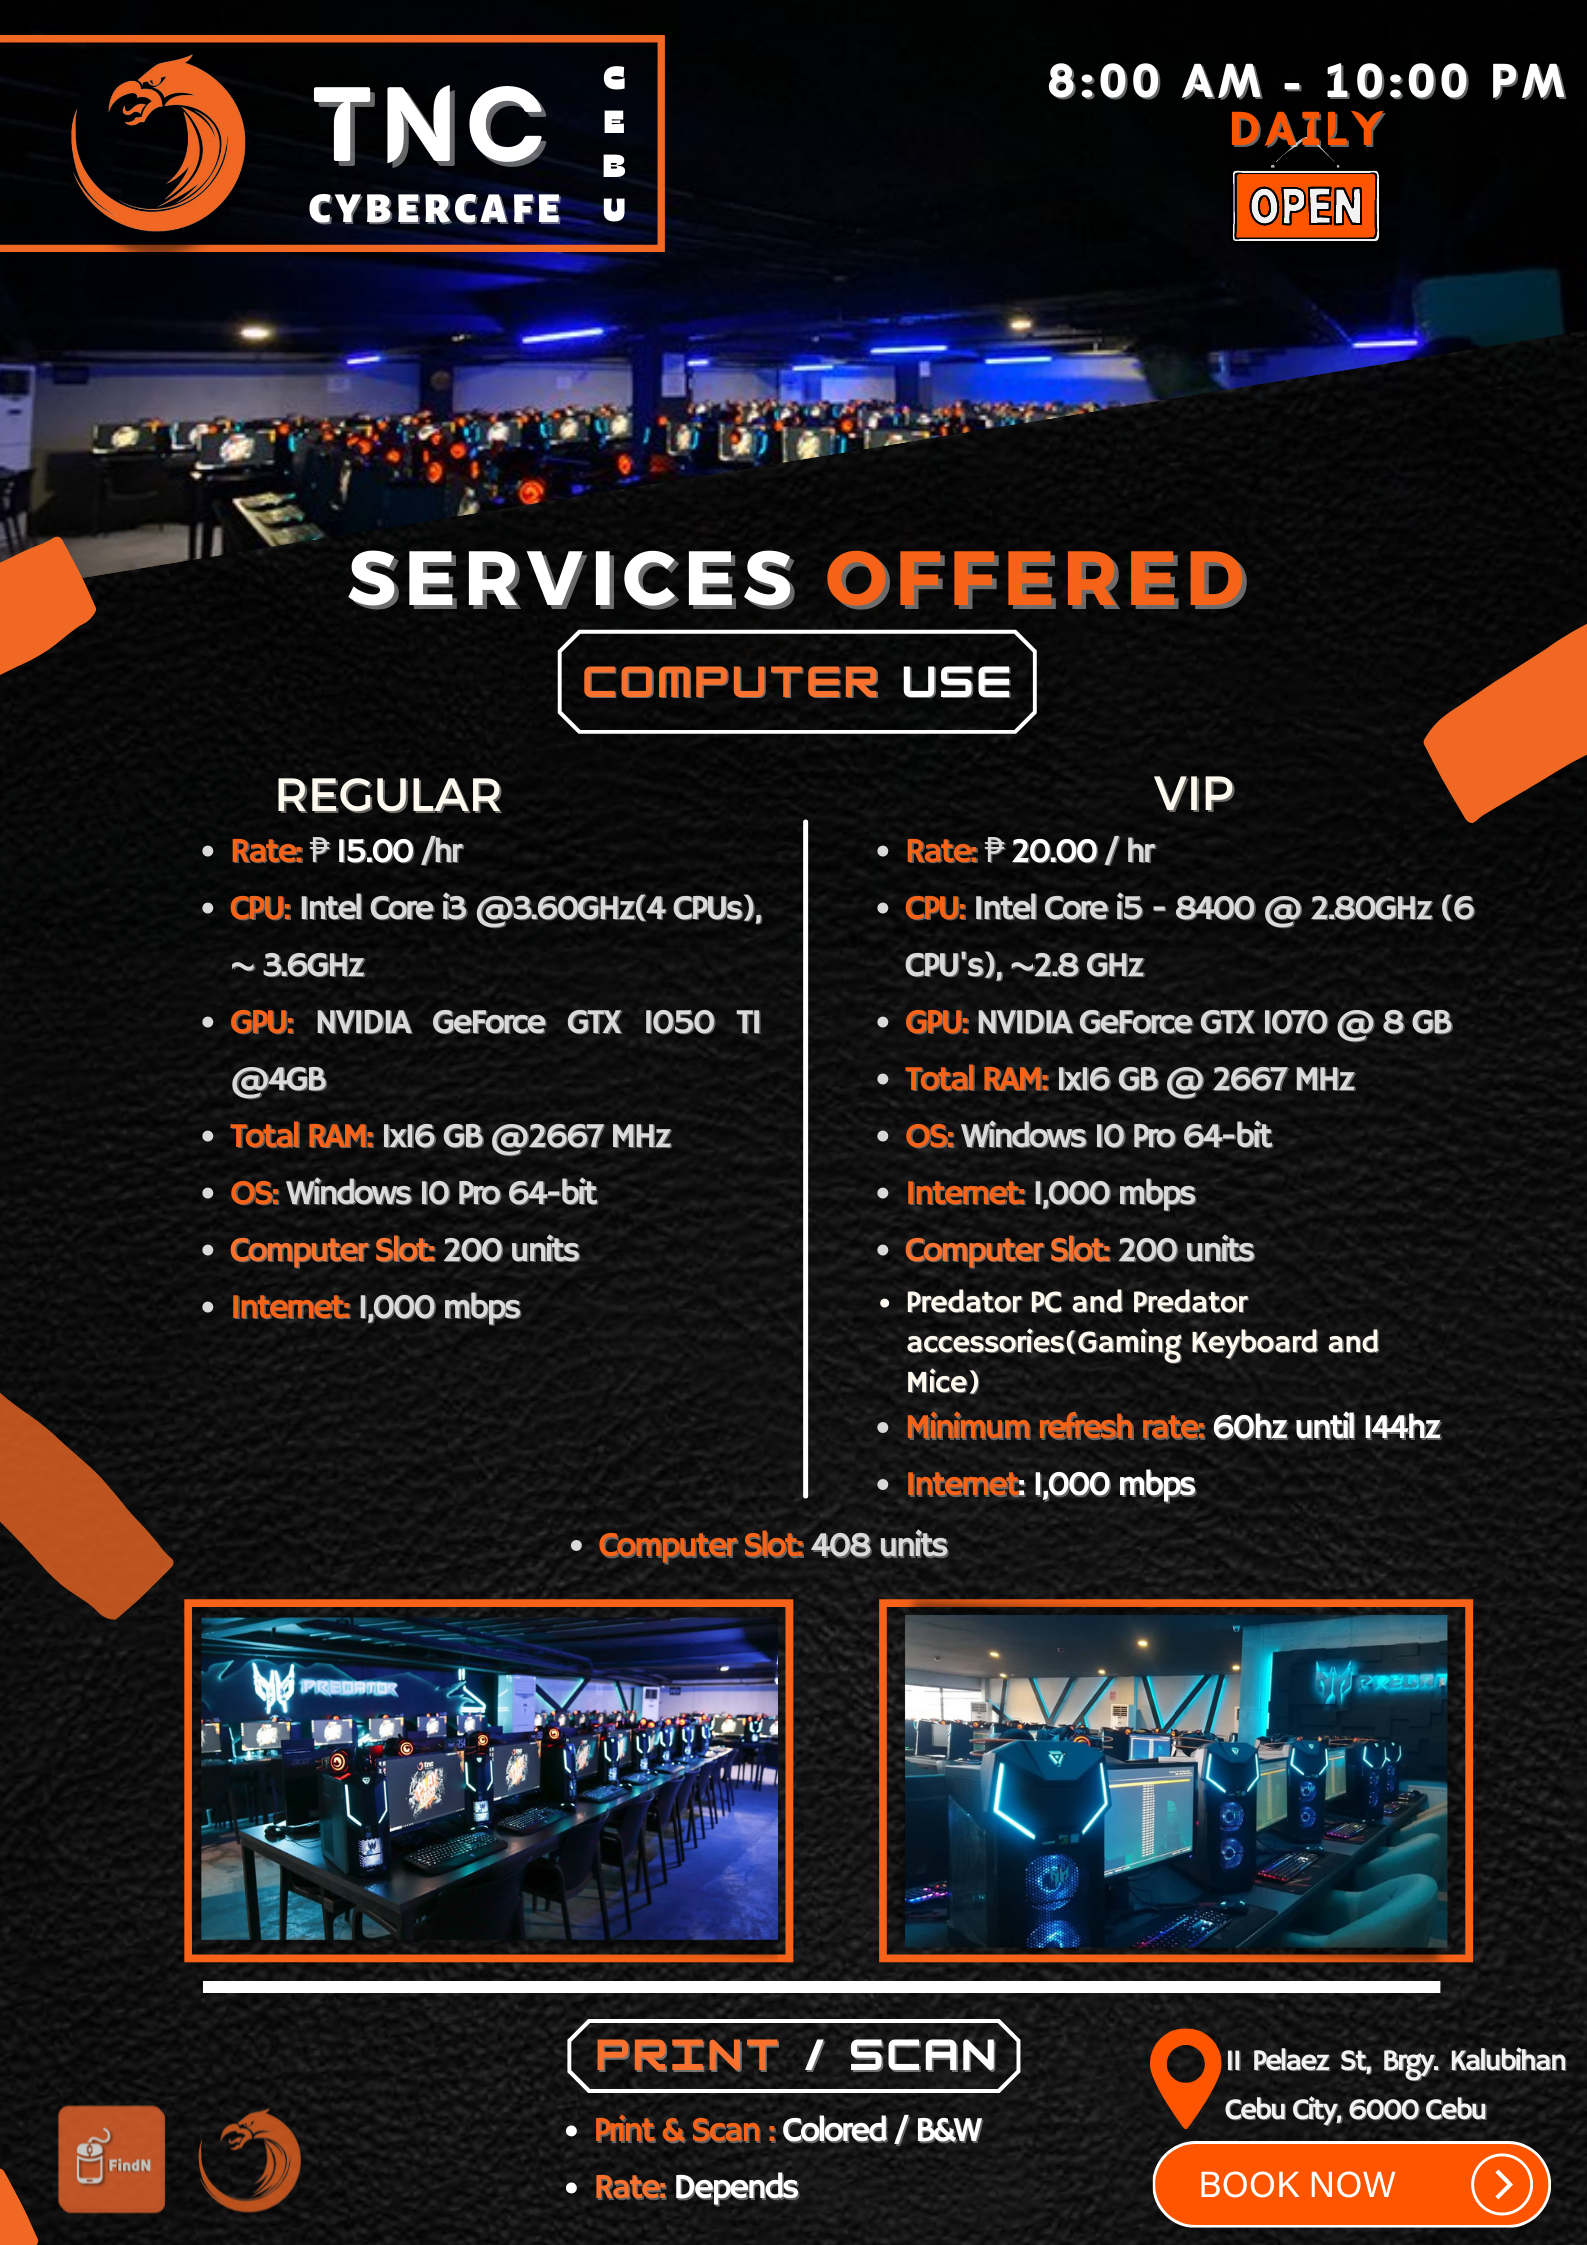 TNC
CYBERCAFE
CEBU
8:00 AM - 10:00 PM
DAILY
OPEN
SERVICES OFFERED
COMPUTER USE
REGULAR
• Rate: ₱ 15.00 /hr
• CPU: Intel Core i3 @3.60GHz(4 CPUs),
~ 3.6GHz
• GPU: NVIDIA GeForce GTX 1050 TI
@4GB
• Total RAM: 1x16 GB @2667 MHz
• OS: Windows 10 Pro 64-bit
• Computer Slot: 200 units
• Internet: 1,000 mbps
VIP
• Rate: ₱ 20.00 / hr
• CPU: Intel Core i5 - 8400 @ 2.80GHz (6
CPU's), ~2.8 GHz
• GPU: NVIDIA GeForce GTX 1070 @ 8 GB
• Total RAM: 1x16 GB @ 2667 MHz
• OS: Windows 10 Pro 64-bit
• Internet: 1,000 mbps
• Computer Slot: 200 units
• Predator PC and Predator
accessories(Gaming Keyboard and
Mice)
• Minimum refresh rate: 60hz until 144hz
• Internet: 1,000 mbps
• Computer Slot: 408 units
PREDATOR
PREDAT
PRINT / SCAN
• Print & Scan : Colored / B&W
• Rate: Depends
11 Pelaez St, Brgy. Kalubihan
Cebu City, 6000 Cebu
BOOK NOW
FindN